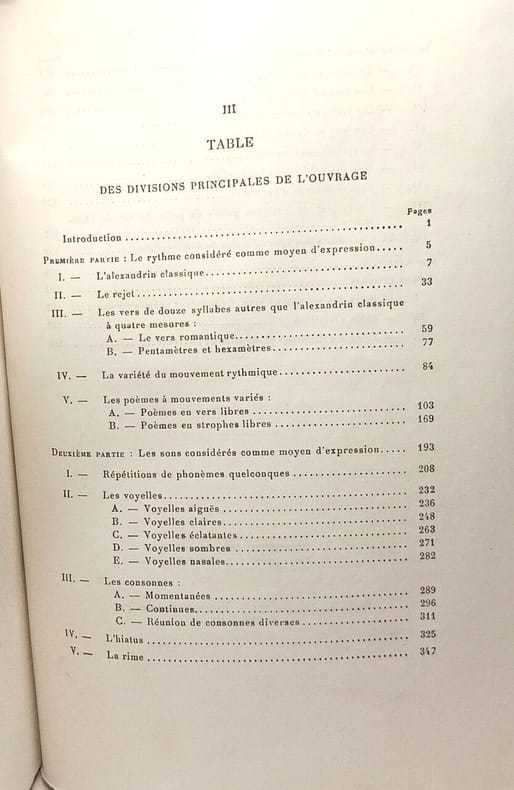 III
TABLE
DES DIVISIONS PRINCIPALES DE L'OUVRAGE
Pages
Introduction ........ 1
PREMIÈRE PARTIE : Le rythme considéré comme moyen d'expression..... 5
I. — L'alexandrin classique........ 7
II. — Le rejet........ 33
III. — Les vers de douze syllabes autres que l'alexandrin classique
à quatre mesures :
A. — Le vers romantique........ 59
B. — Pentamètres et hexamètres........ 77
IV. — La variété du mouvement rythmique........ 84
V. — Les poèmes à mouvements variés :
A. — Poèmes en vers libres ........ 103
B. — Poèmes en strophes libres ........ 169
DEUXIÈME PARTIE : Les sons considérés comme moyen d'expression..... 193
I. — Répétitions de phonèmes quelconques ........ 208
II. — Les voyelles........ 232
A. — Voyelles aiguës ........ 236
B. — Voyelles claires........ 248
C. — Voyelles éclatantes ........ 263
D. — Voyelles sombres ........ 271
E. — Voyelles nasales........ 282
III. — Les consonnes :
A. — Momentanées ........ 289
B. — Continues........ 296
C. — Réunion de consonnes diverses........ 311
IV. — L'hiatus ........ 325
V. — La rime ........ 347